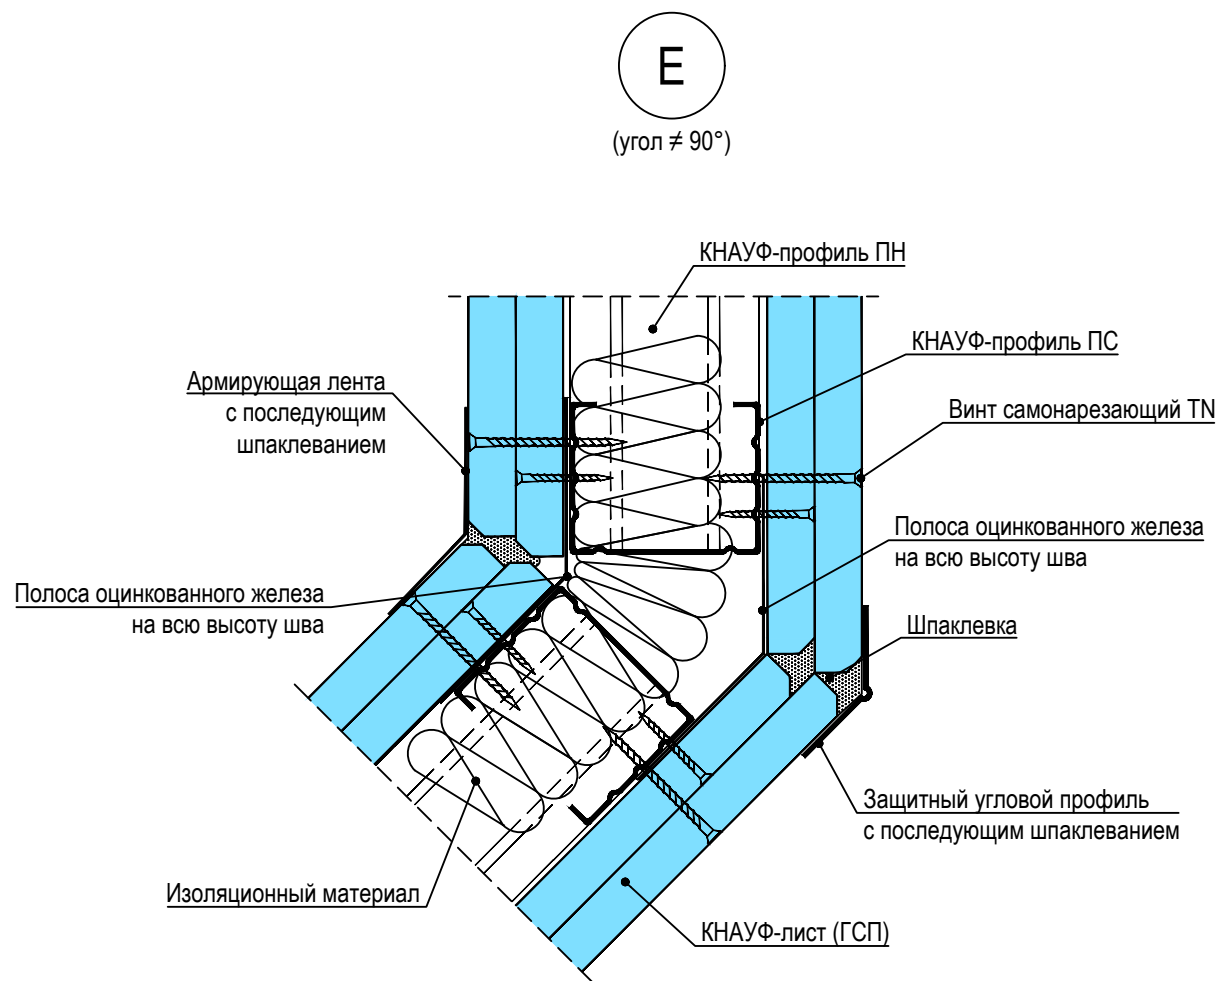 Е
(угол ≠ 90°)
КНАУФ-профиль ПН
КНАУФ-профиль ПС
Армирующая лента
с последующим
шпаклеванием
Винт самонарезающий TN
Полоса оцинкованного железа
на всю высоту шва
Полоса оцинкованного железа
на всю высоту шва
Шпаклевка
Защитный угловой профиль
с последующим шпаклеванием
Изоляционный материал
КНАУФ-лист (ГСП)